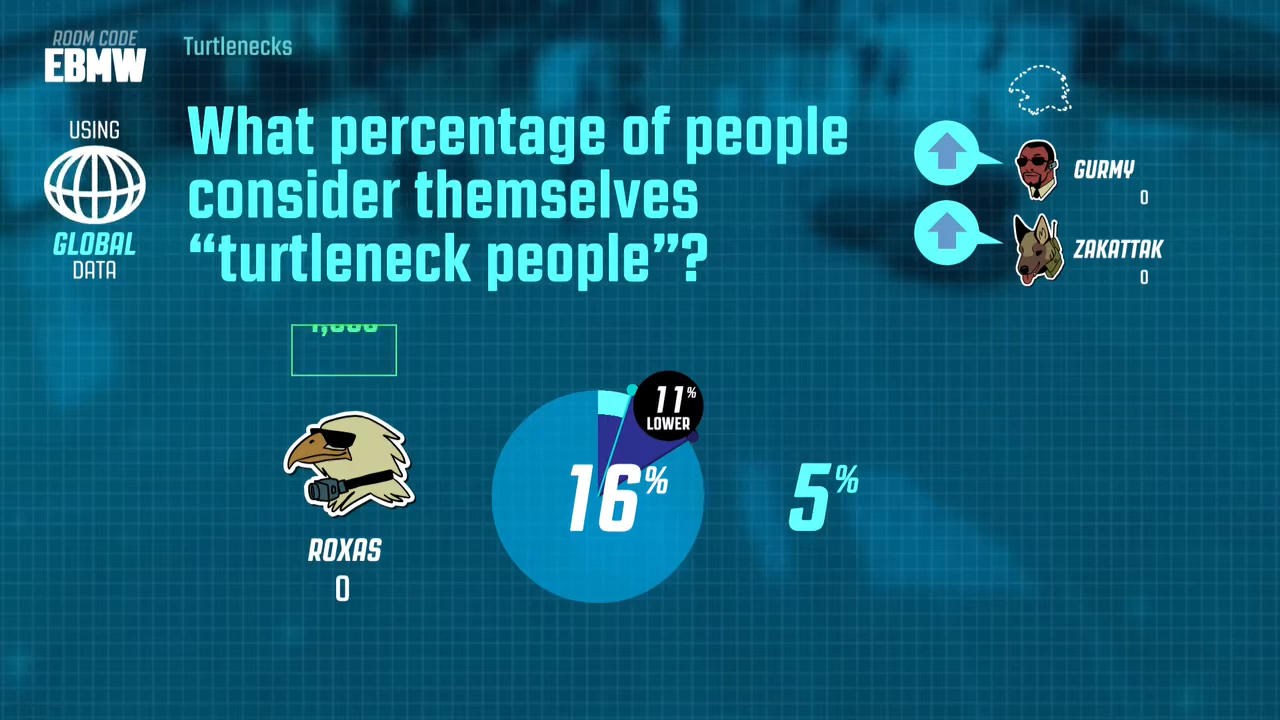 ROOM CODE
EBMW
Turtlenecks
USING
GLOBAL
DATA
What percentage of people
consider themselves
“turtleneck people”?
GURMY
0
ZAKATTAK
0
11%
LOWER
16%
5%
ROXAS
0